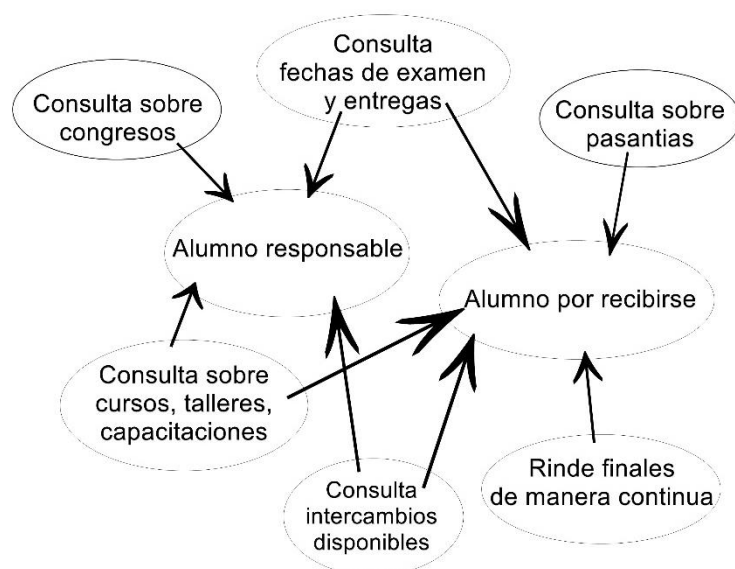 Consulta
fechas de examen
y entregas
Consulta sobre
congresos
Consulta sobre
pasantias
Alumno responsable
Alumno por recibirse
Consulta sobre
cursos, talleres,
capacitaciones
Rinde finales
de manera continua
Consulta
intercambios
disponibles